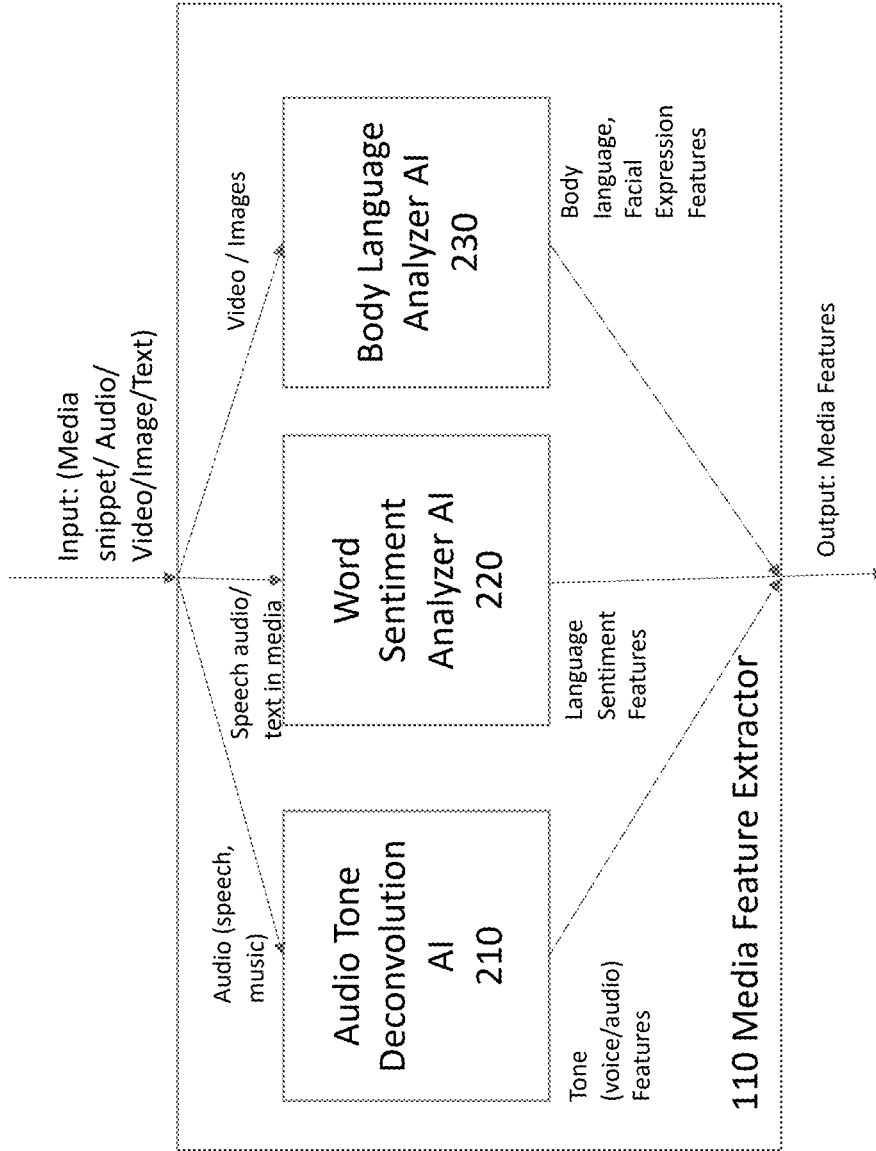 Input: (Media
snippet/ Audio/
Video/Image/Text)
Audio (speech,
music)
Speech audio/
text in media
Video / Images
Audio Tone
Deconvolution
AI
210
Word
Sentiment
Analyzer AI
220
Body Language
Analyzer AI
230
Tone
(voice/audio)
Features
Language
Sentiment
Features
Body
language,
Facial
Expression
Features
110 Media Feature Extractor
Output: Media Features